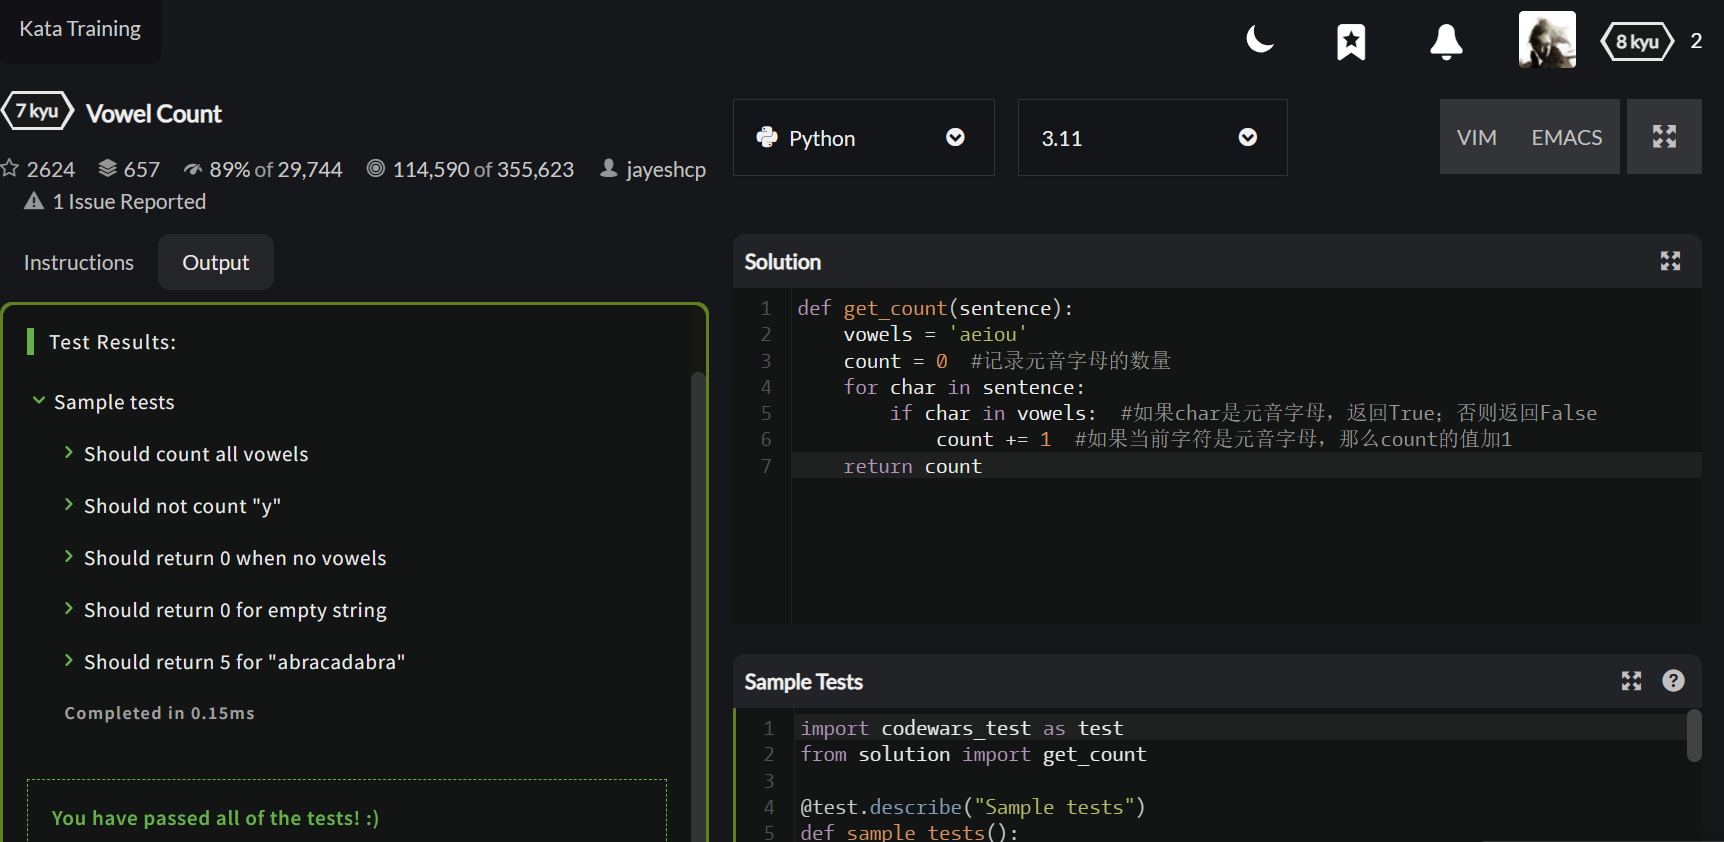 Kata Training
8 kyu 2
7 kyu Vowel Count
2624 657 89% of 29,744 114,590 of 355,623 jayeshcp
1 Issue Reported
Instructions Output
Test Results:
Sample tests
Should count all vowels
Should not count "y"
Should return 0 when no vowels
Should return 0 for empty string
Should return 5 for "abracadabra"
Completed in 0.15ms
You have passed all of the tests! :)
Python 3.11 VIM EMACS
Solution
1 def get_count(sentence):
2 vowels = 'aeiou'
3 count = 0 #记录元音字母的数量
4 for char in sentence:
5 if char in vowels: #如果char是元音字母，返回True；否则返回False
6 count += 1 #如果当前字符是元音字母，那么count的值加1
7 return count
Sample Tests
1 import codewars_test as test
2 from solution import get_count
3
4 @test.describe("Sample tests")
5 def sample_tests():